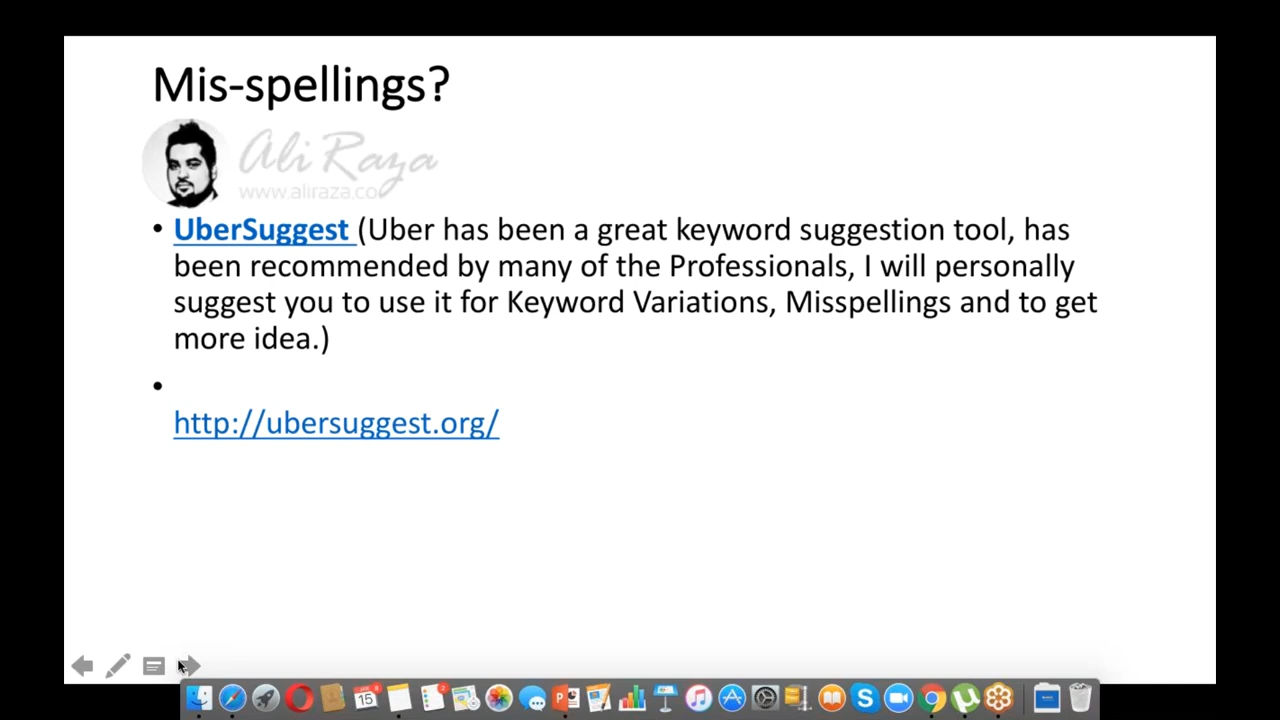 Mis-spellings?
Ali Raza
www.aliraza.co
• UberSuggest (Uber has been a great keyword suggestion tool, has
been recommended by many of the Professionals, I will personally
suggest you to use it for Keyword Variations, Misspellings and to get
more idea.)
•
http://ubersuggest.org/
15